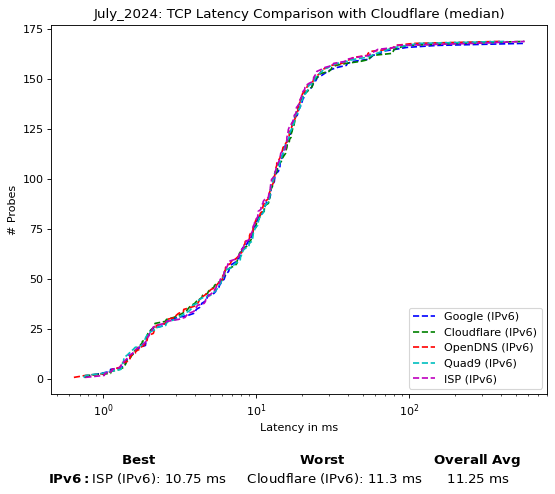 July_2024: TCP Latency Comparison with Cloudflare (median)
175
150
125
100
75
50
25
0
# Probes
10⁰
10¹
10²
Latency in ms
Google (IPv6)
Cloudflare (IPv6)
OpenDNS (IPv6)
Quad9 (IPv6)
ISP (IPv6)
Best Worst Overall Avg
IPv6: ISP (IPv6): 10.75 ms Cloudflare (IPv6): 11.3 ms 11.25 ms